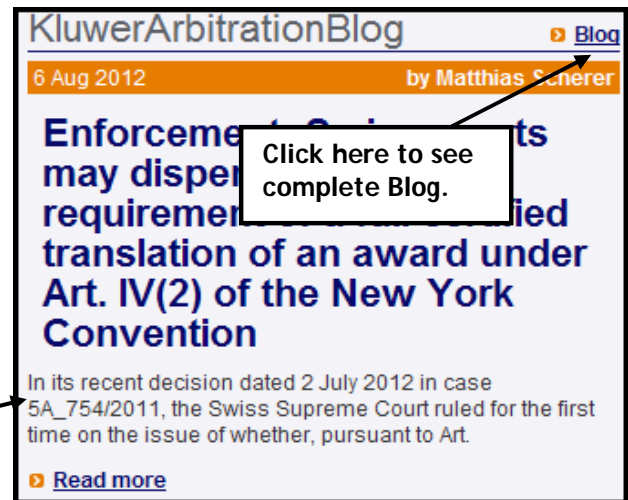 KluwerArbitrationBlog
Blog
6 Aug 2012 by Matthias Scherer
Click here to see
complete Blog.
ts
may
translation of an award under
Art. IV(2) of the New York
Convention
In its recent decision dated 2 July 2012 in case
5A_754/2011, the Swiss Supreme Court ruled for the first
time on the issue of whether, pursuant to Art.
Read more